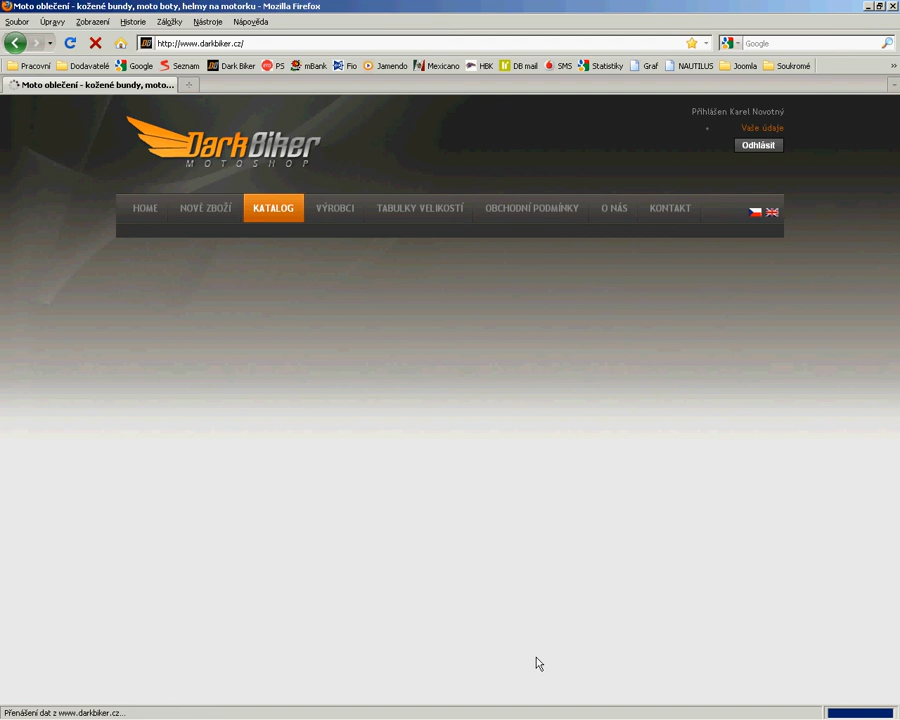 Moto oblečení - kožené bundy, moto boty, helmy na motorku - Mozilla Firefox
Soubor Úpravy Zobrazení Historie Záložky Nástroje Nápověda
http://www.darkbiker.cz/ Google
Pracovní Dodavatelé Google Seznam Dark Biker PS mBank Fio Jamendo Mexicano HBK DB mail SMS Statistiky Graf NAUTILUS Joomla Soukromé »
Moto oblečení - kožené bundy, moto...
Přihlášen Karel Novotný
Vaše údaje
Odhlásit
DarkBiker
MOTOSHOP
HOME NOVÉ ZBOŽÍ KATALOG VÝROBCI TABULKY VELIKOSTÍ OBCHODNÍ PODMÍNKY O NÁS KONTAKT
Přenášení dat z www.darkbiker.cz...